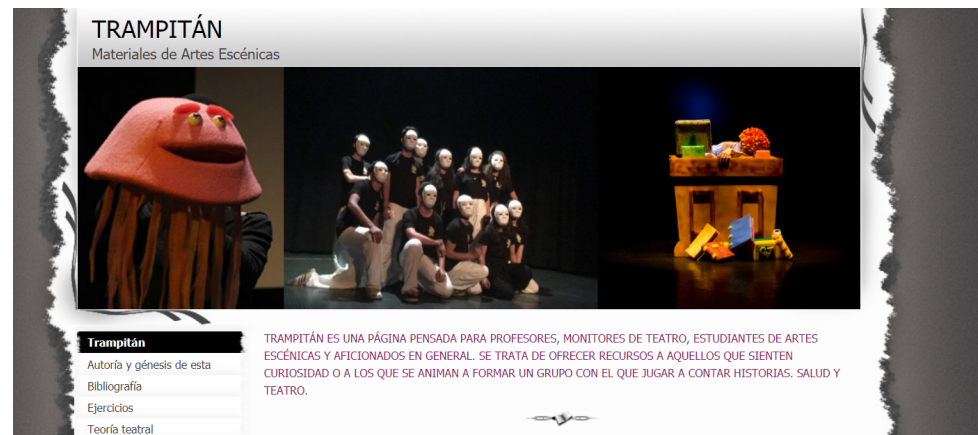 TRAMPITÁN
Materiales de Artes Escénicas
Trampitán
Autoría y génesis de esta
Bibliografía
Ejercicios
Teoría teatral
TRAMPITÁN ES UNA PÁGINA PENSADA PARA PROFESORES, MONITORES DE TEATRO, ESTUDIANTES DE ARTES
ESCÉNICAS Y AFICIONADOS EN GENERAL. SE TRATA DE OFRECER RECURSOS A AQUELLOS QUE SIENTEN
CURIOSIDAD O A LOS QUE SE ANIMAN A FORMAR UN GRUPO CON EL QUE JUGAR A CONTAR HISTORIAS. SALUD Y
TEATRO.